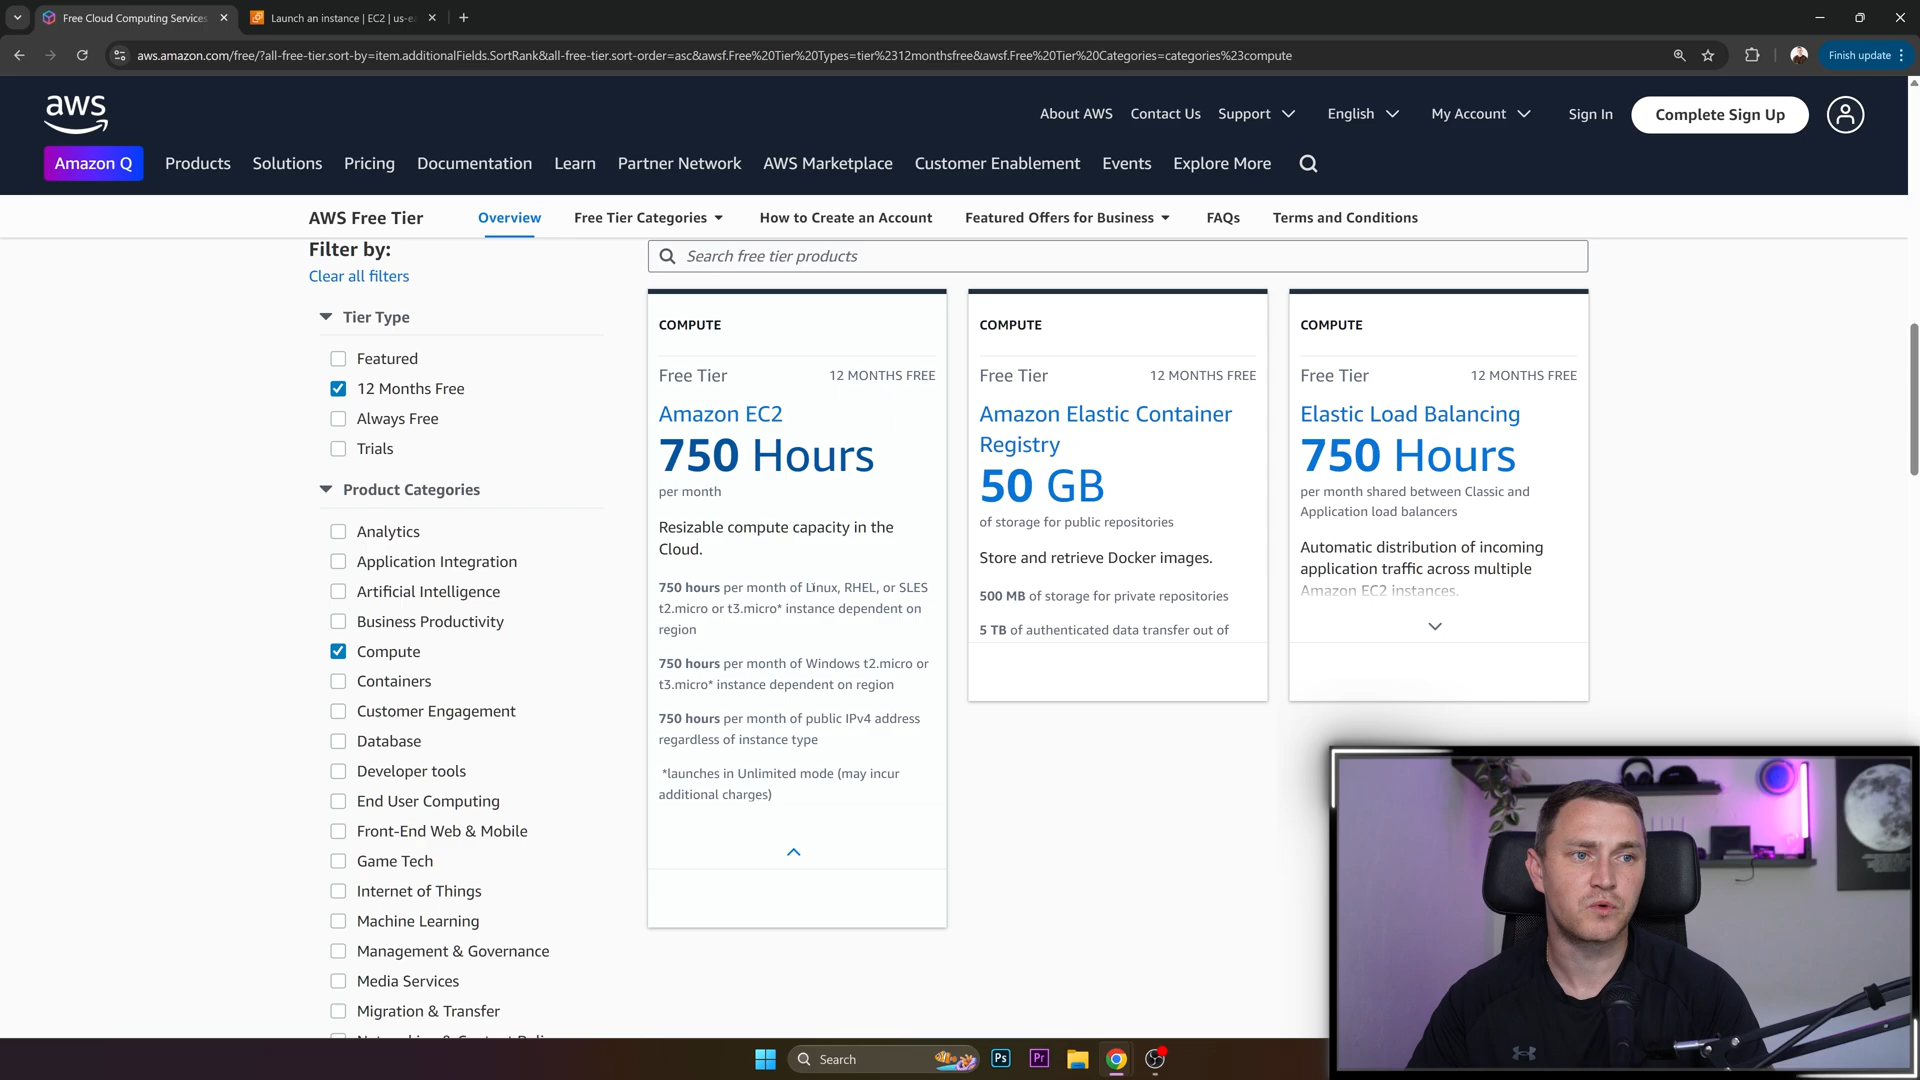 Free Cloud Computing Services
Launch an instance | EC2 | us-ea
aws.amazon.com/free/?all-free-tier.sort-by=item.additionalFields.SortRank&all-free-tier.sort-order=asc&awsf.Free%20Tier%20Types=tier%2312monthsfree&awsf.Free%20Tier%20Categories=categories%23compute
Finish update
aws
About AWS
Contact Us
Support
English
My Account
Sign In
Complete Sign Up
Amazon Q
Products
Solutions
Pricing
Documentation
Learn
Partner Network
AWS Marketplace
Customer Enablement
Events
Explore More
AWS Free Tier
Overview
Free Tier Categories
How to Create an Account
Featured Offers for Business
FAQs
Terms and Conditions
Filter by:
Clear all filters
Tier Type
Featured
12 Months Free
Always Free
Trials
Product Categories
Analytics
Application Integration
Artificial Intelligence
Business Productivity
Compute
Containers
Customer Engagement
Database
Developer tools
End User Computing
Front-End Web & Mobile
Game Tech
Internet of Things
Machine Learning
Management & Governance
Media Services
Migration & Transfer
Search free tier products
COMPUTE
Free Tier
12 MONTHS FREE
Amazon EC2
750 Hours
per month
Resizable compute capacity in the
Cloud.
750 hours per month of Linux, RHEL, or SLES
t2.micro or t3.micro* instance dependent on
region
750 hours per month of Windows t2.micro or
t3.micro* instance dependent on region
750 hours per month of public IPv4 address
regardless of instance type
*launches in Unlimited mode (may incur
additional charges)
COMPUTE
Free Tier
12 MONTHS FREE
Amazon Elastic Container
Registry
50 GB
of storage for public repositories
Store and retrieve Docker images.
500 MB of storage for private repositories
5 TB of authenticated data transfer out of
COMPUTE
Free Tier
12 MONTHS FREE
Elastic Load Balancing
750 Hours
per month shared between Classic and
Application load balancers
Automatic distribution of incoming
application traffic across multiple
Amazon EC2 instances.
Search
Ps
Pr